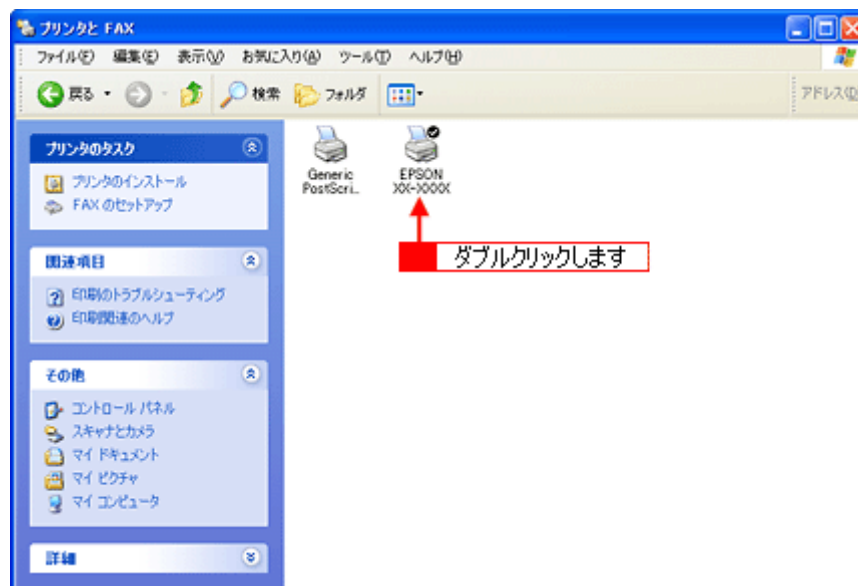 プリンタと FAX
ファイル(F) 編集(E) 表示(V) お気に入り(A) ツール(T) ヘルプ(H)
戻る 検索 フォルダ アドレス(D)
プリンタのタスク
プリンタのインストール
FAX のセットアップ
関連項目
印刷のトラブルシューティング
印刷関連のヘルプ
その他
コントロール パネル
スキャナとカメラ
マイ ドキュメント
マイ ピクチャ
マイ コンピュータ
詳細
Generic
PostScri...
EPSON
XX-XXXX
ダブルクリックします